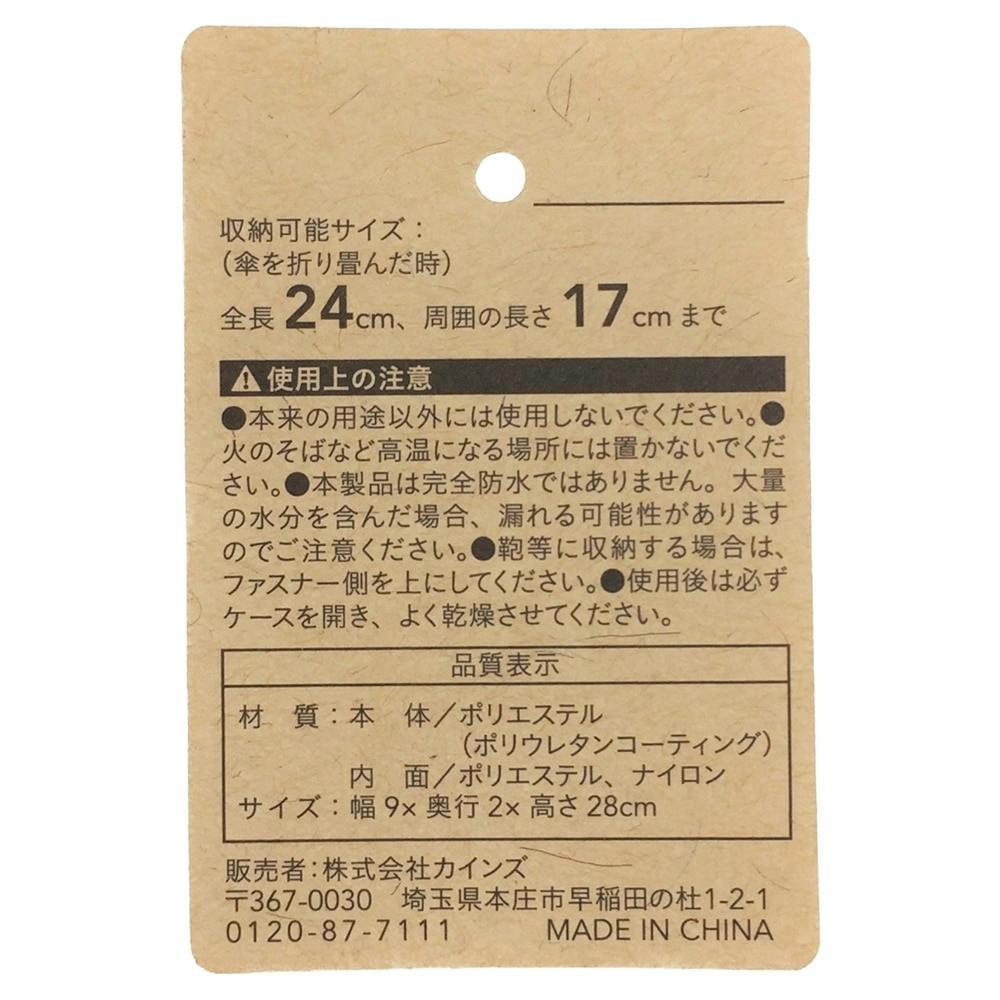 収納可能サイズ：
（傘を折り畳んだ時）
全長 24cm、周囲の長さ 17cm まで
⚠使用上の注意
●本来の用途以外には使用しないでください。●
火のそばなど高温になる場所には置かないでくだ
さい。●本製品は完全防水ではありません。大量
の水分を含んだ場合、漏れる可能性があります
のでご注意ください。●鞄等に収納する場合は、
ファスナー側を上にしてください。●使用後は必ず
ケースを開き、よく乾燥させてください。
品質表示
材　質：本　体／ポリエステル
（ポリウレタンコーティング）
内　面／ポリエステル、ナイロン
サイズ：幅 9× 奥行 2× 高さ 28cm
販売者：株式会社カインズ
〒367-0030　埼玉県本庄市早稲田の杜1-2-1
0120-87-7111　MADE IN CHINA